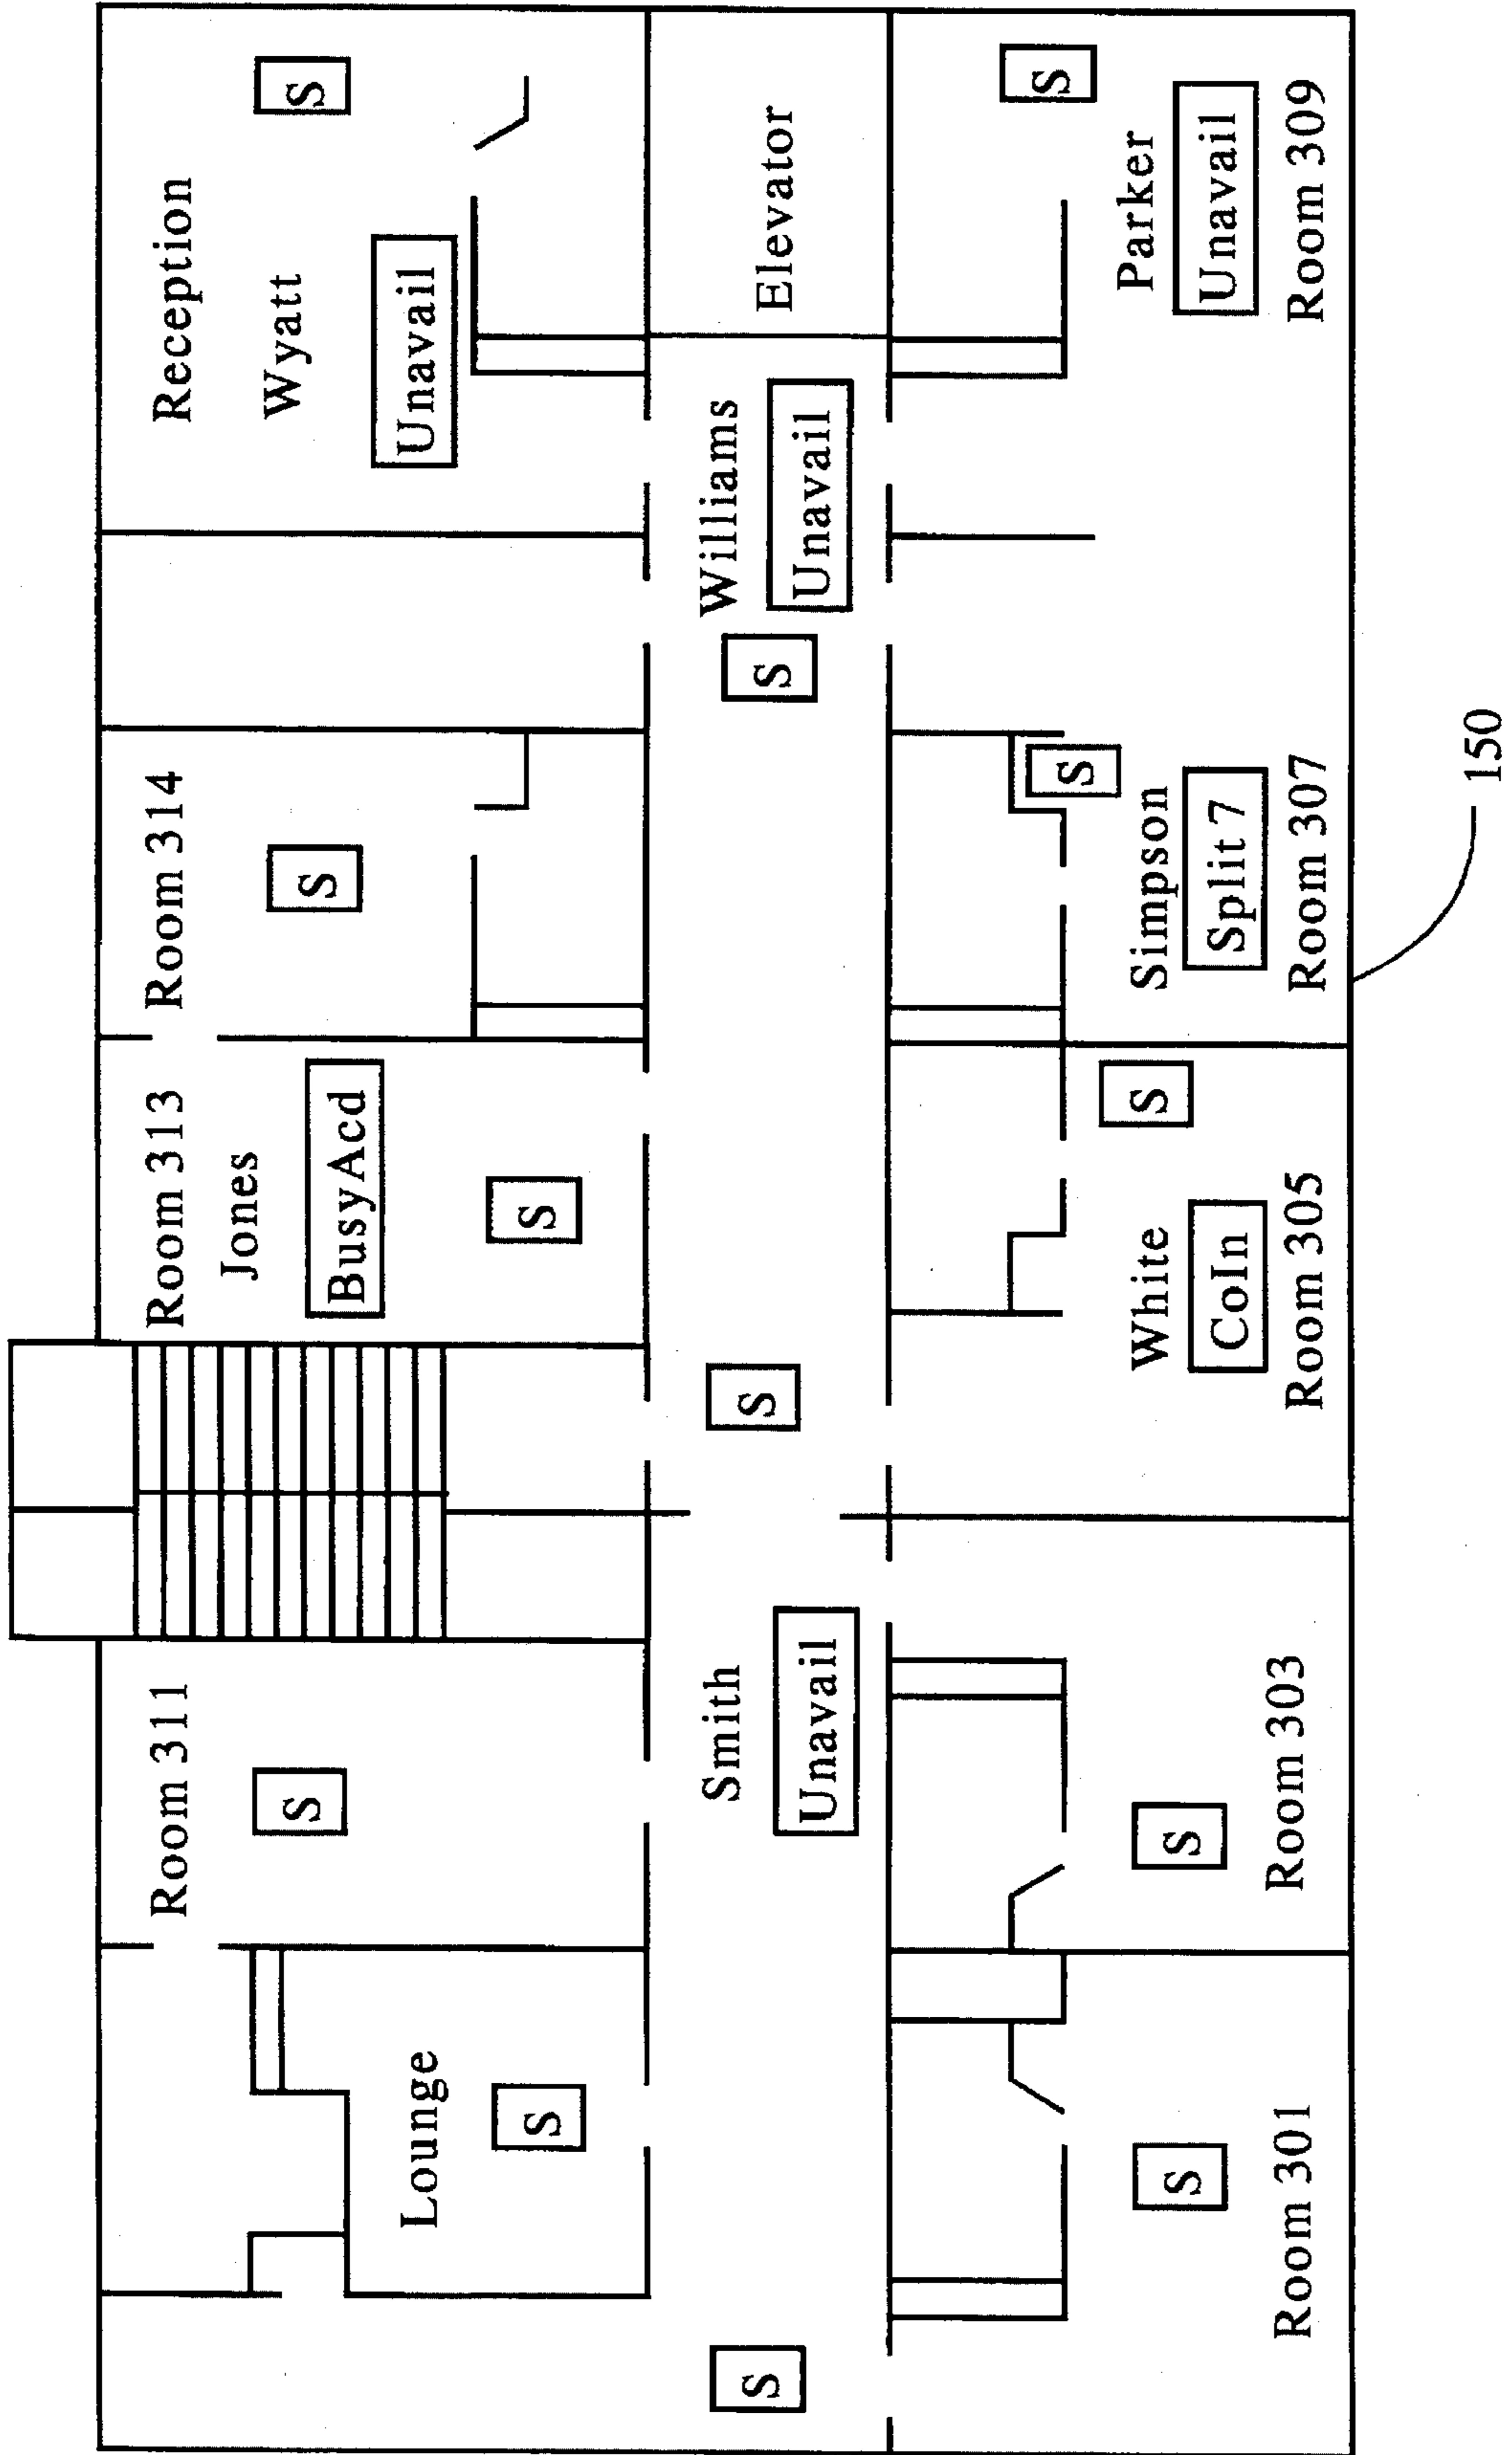 Room 311
S
Room 313
Jones
BusyAcd
S
Room 314
S
Reception
Wyatt
Unavail
S
Lounge
S
S
Smith
Unavail
S
S
Williams
Unavail
Elevator
S
Room 301
S
Room 303
S
White
CoIn
Room 305
S
Simpson
Split 7
Room 307
S
Parker
Unavail
Room 309
150